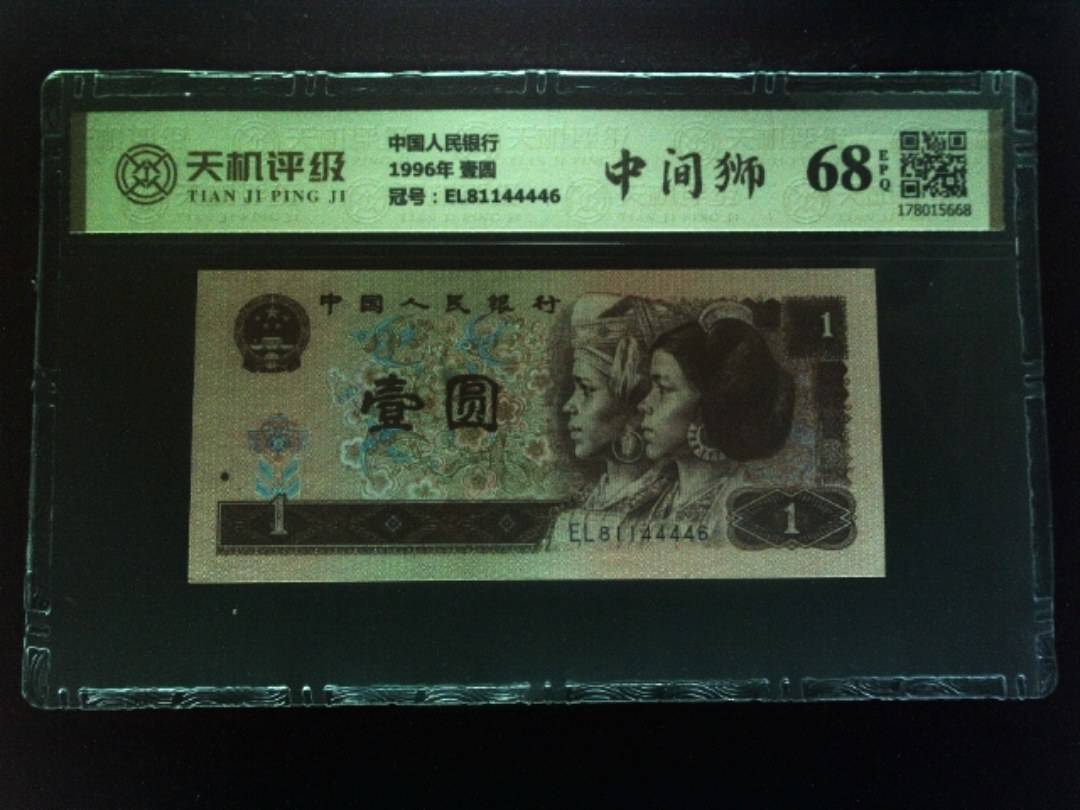 天机评级
TIAN JI PING JI
中国人民银行
1996年 壹圆
冠号：EL81144446
中间狮
68
EPQ
178015668
中国人民银行
1
壹圆
1
EL81144446
1